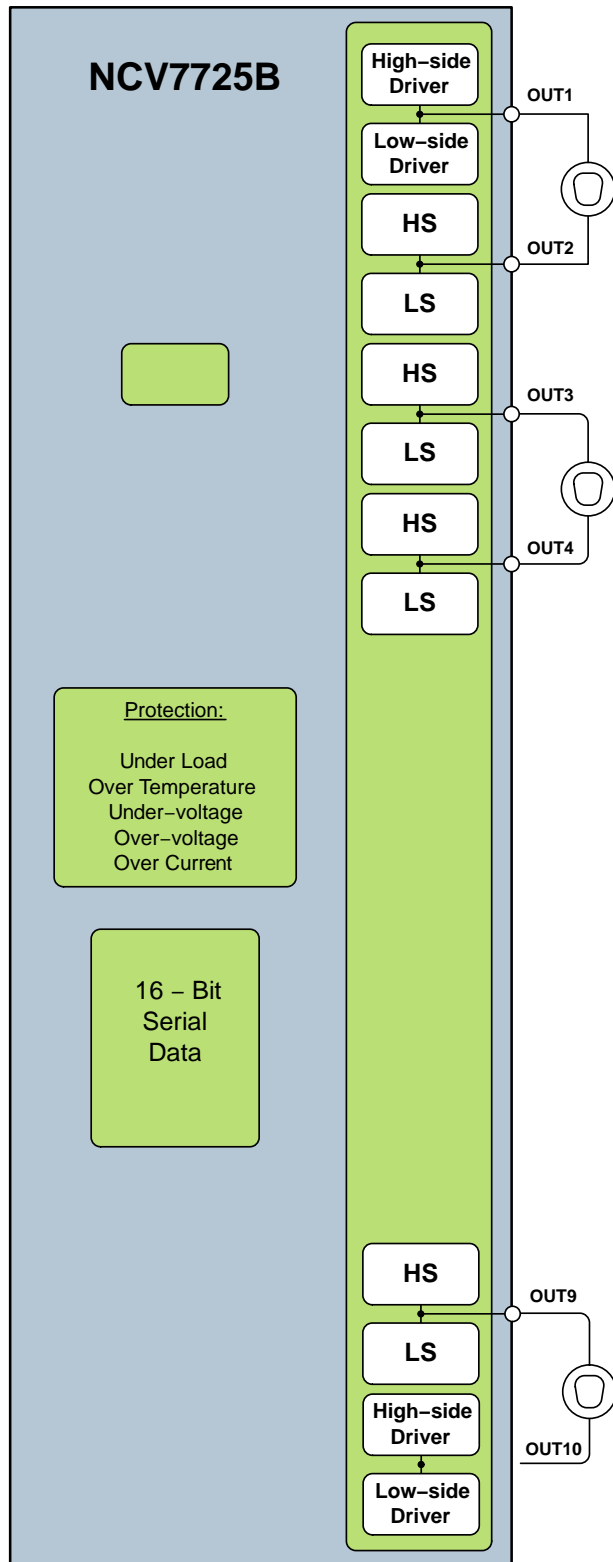 NCV7725B
High−side
Driver
OUT1
Low−side
Driver
HS
OUT2
LS
HS
OUT3
LS
HS
OUT4
LS
Protection:
Under Load
Over Temperature
Under−voltage
Over−voltage
Over Current
16 − Bit
Serial
Data
HS
OUT9
LS
High−side
Driver
OUT10
Low−side
Driver